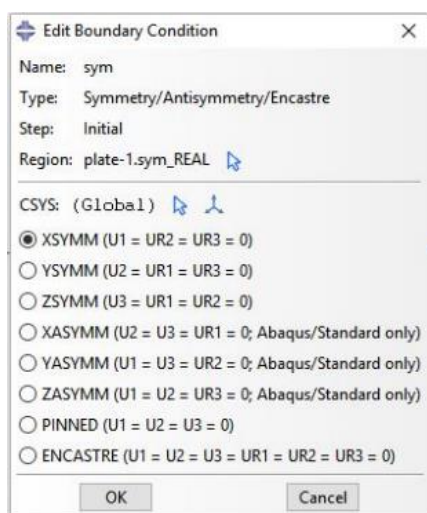 Edit Boundary Condition
Name: sym
Type: Symmetry/Antisymmetry/Encastre
Step: Initial
Region: plate-1.sym_REAL
CSYS: (Global)
XSYMM (U1 = UR2 = UR3 = 0)
YSYMM (U2 = UR1 = UR3 = 0)
ZSYMM (U3 = UR1 = UR2 = 0)
XASYMM (U2 = U3 = UR1 = 0; Abaqus/Standard only)
YASYMM (U1 = U3 = UR2 = 0; Abaqus/Standard only)
ZASYMM (U1 = U2 = UR3 = 0; Abaqus/Standard only)
PINNED (U1 = U2 = U3 = 0)
ENCASTRE (U1 = U2 = U3 = UR1 = UR2 = UR3 = 0)
OK Cancel